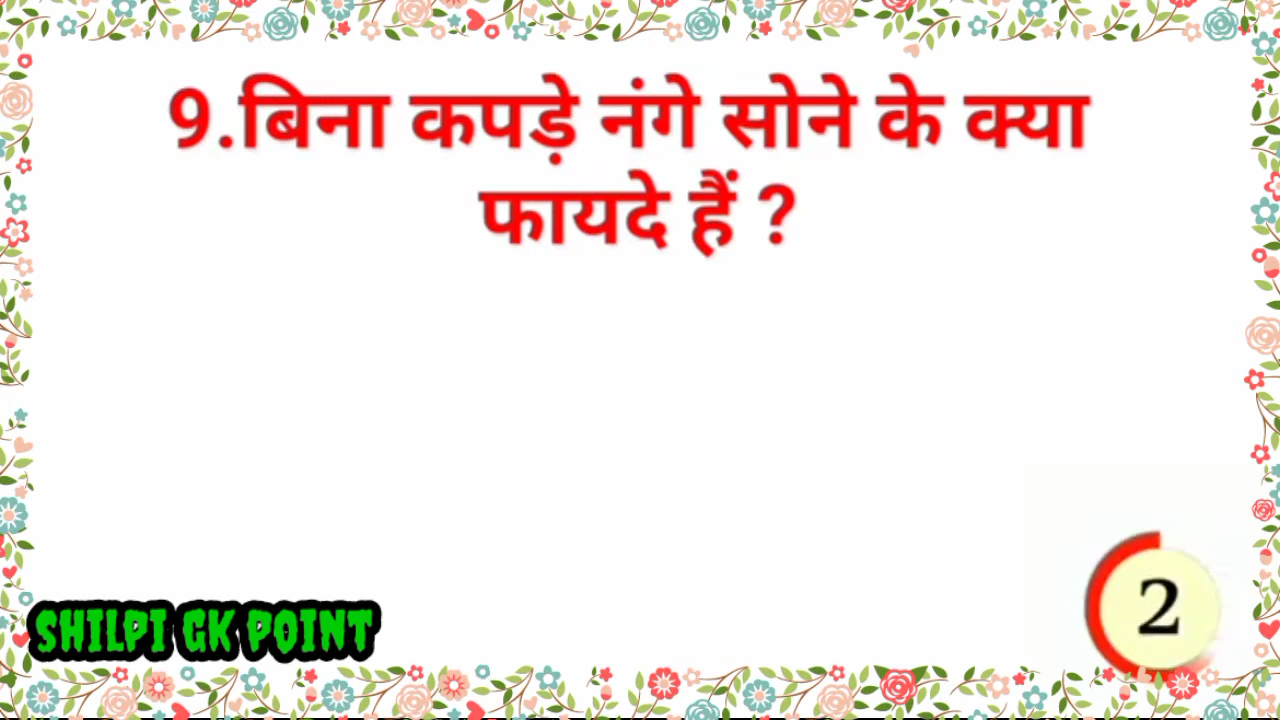 9.बिना कपड़े नंगे सोने के क्या
फायदे हैं ?
2
SHILPI GK POINT